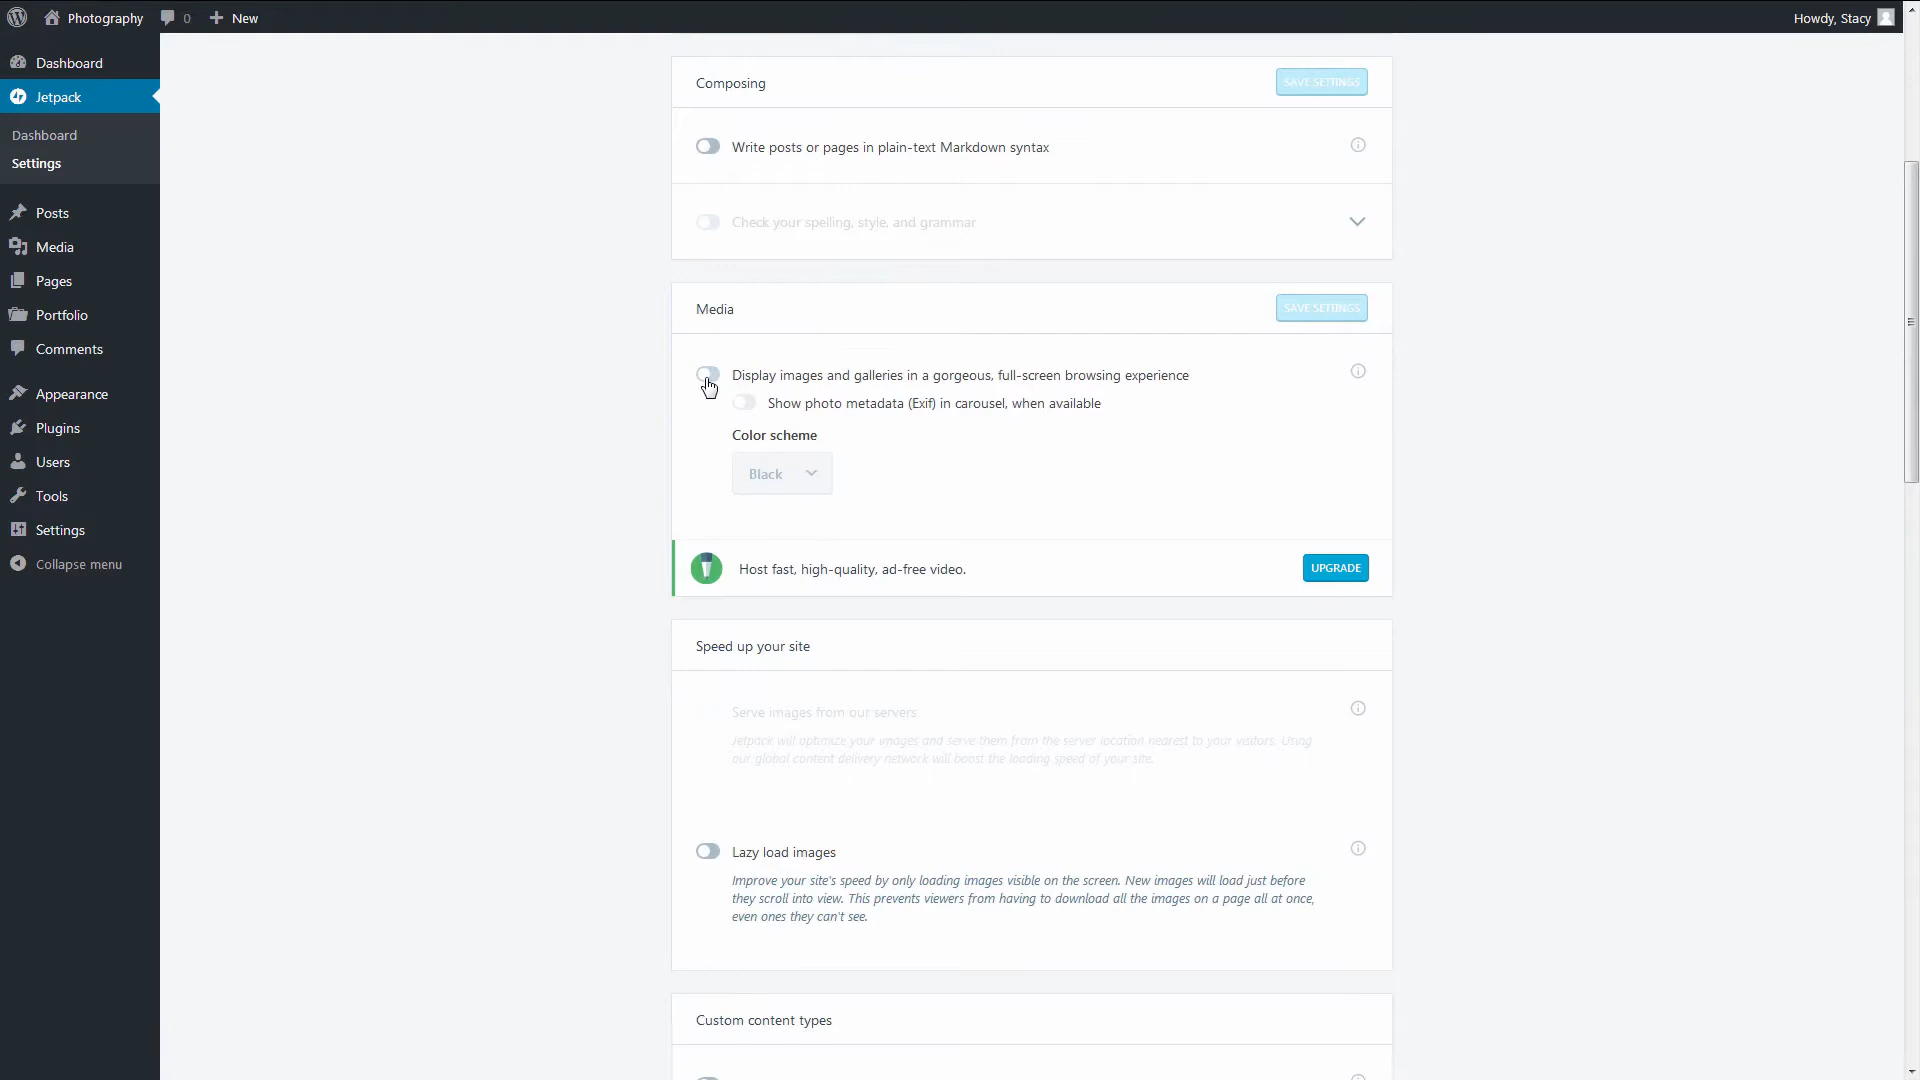 Photography
0
New
Howdy, Stacy
Dashboard
Jetpack
Dashboard
Settings
Posts
Media
Pages
Portfolio
Comments
Appearance
Plugins
Users
Tools
Settings
Collapse menu
Composing
SAVE SETTINGS
Write posts or pages in plain-text Markdown syntax
Check your spelling, style, and grammar
Media
SAVE SETTINGS
Display images and galleries in a gorgeous, full-screen browsing experience
Show photo metadata (Exif) in carousel, when available
Color scheme
Black
Host fast, high-quality, ad-free video.
UPGRADE
Speed up your site
Serve images from our servers
Jetpack will optimize your images and serve them from the server location nearest to your visitors. Using
our global content delivery network will boost the loading speed of your site.
Lazy load images
Improve your site's speed by only loading images visible on the screen. New images will load just before
they scroll into view. This prevents viewers from having to download all the images on a page all at once,
even ones they can't see.
Custom content types